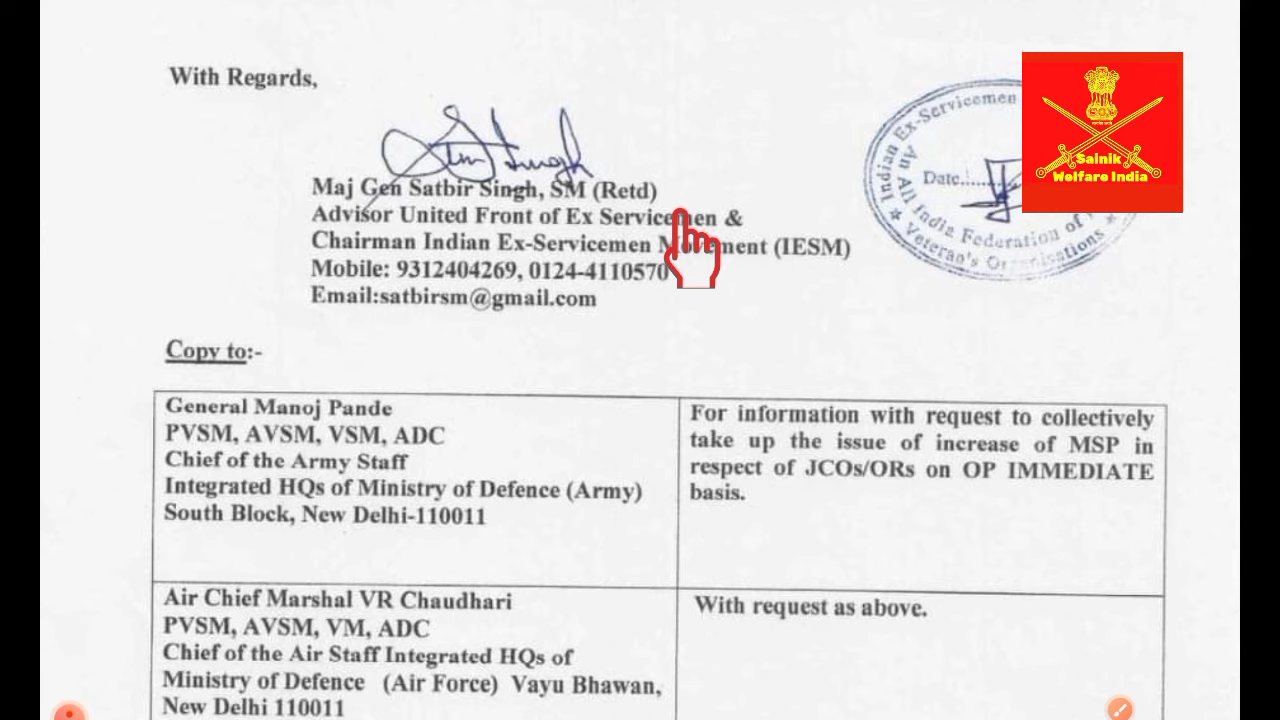 With Regards,
Maj Gen Satbir Singh, SM (Retd)
Advisor United Front of Ex Servicemen &
Chairman Indian Ex-Servicemen Movement (IESM)
Mobile: 9312404269, 0124-4110570
Email:satbirsm@gmail.com
Indian Ex-Servicemen
An All India Federation of
Veteran's Organisations
Date.:
Sainik
Welfare India
Copy to:-
General Manoj Pande
PVSM, AVSM, VSM, ADC
Chief of the Army Staff
Integrated HQs of Ministry of Defence (Army)
South Block, New Delhi-110011
For information with request to collectively
take up the issue of increase of MSP in
respect of JCOs/ORs on OP IMMEDIATE
basis.
Air Chief Marshal VR Chaudhari
PVSM, AVSM, VM, ADC
Chief of the Air Staff Integrated HQs of
Ministry of Defence (Air Force) Vayu Bhawan,
New Delhi 110011
With request as above.